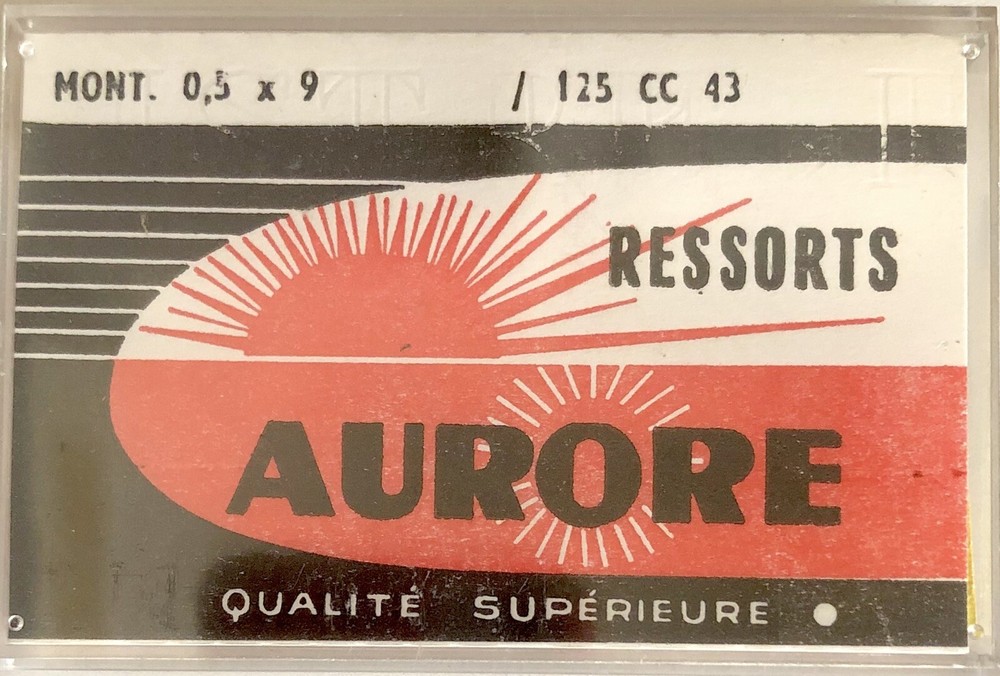 MONT. 0,5 x 9 / 125 CC 43
RESSORTS
AURORE
QUALITÉ SUPÉRIEURE